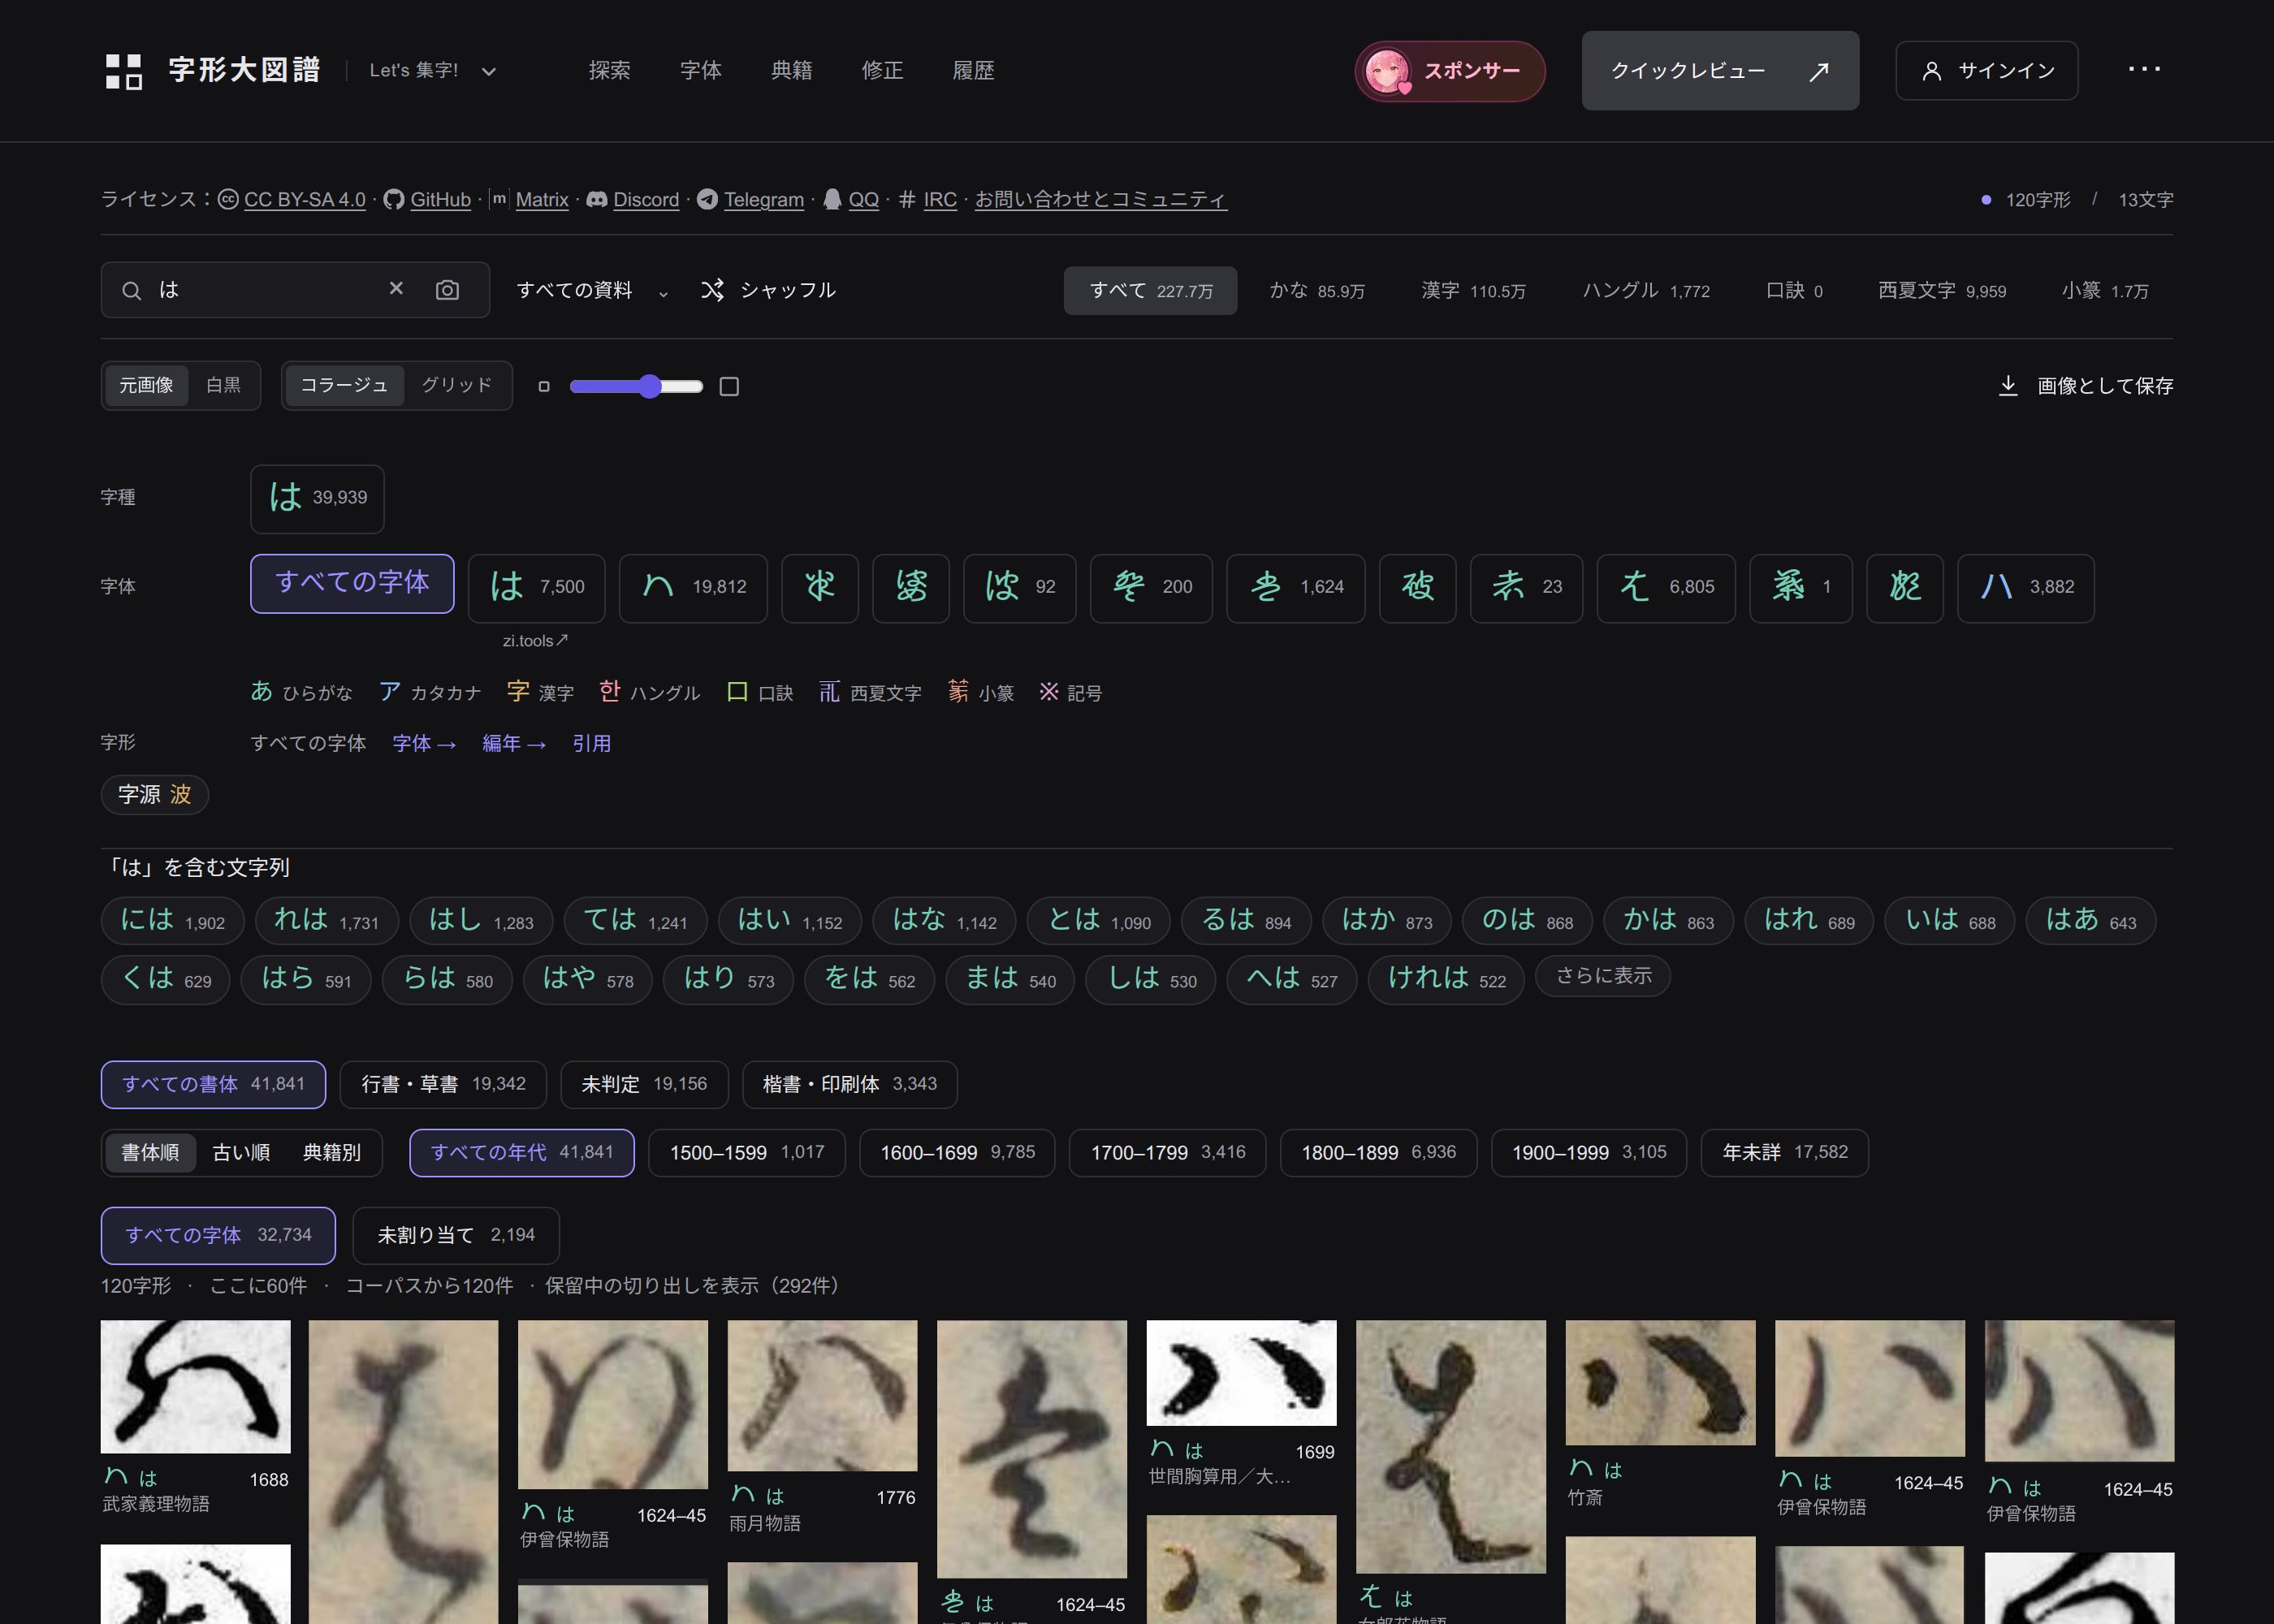 字形大図譜 Let's 集字! 探索 字体 典籍 修正 履歴 スポンサー クイックレビュー ↗ サインイン ···
ライセンス：CC BY-SA 4.0 · GitHub · [m] Matrix · Discord · Telegram · QQ · # IRC · お問い合わせとコミュニティ 120字形 / 13文字
は × すべての資料 シャッフル すべて 227.7万 かな 85.9万 漢字 110.5万 ハングル 1,772 口訣 0 西夏文字 9,959 小篆 1.7万
元画像 白黒 コラージュ グリッド 画像として保存
字種 は 39,939
字体 すべての字体 は 7,500 19,812 92 200 1,624 23 6,805 1 ハ 3,882
zi.tools↗
あ ひらがな ア カタカナ 字 漢字 한 ハングル 口 口訣 西夏文字 小篆 ※ 記号
字形 すべての字体 字体→ 編年→ 引用
字源 波
「は」を含む文字列
には 1,902 れは 1,731 はし 1,283 ては 1,241 はい 1,152 はな 1,142 とは 1,090 るは 894 はか 873 のは 868 かは 863 はれ 689 いは 688 はあ 643
くは 629 はら 591 らは 580 はや 578 はり 573 をは 562 まは 540 しは 530 へは 527 ければ 522 さらに表示
すべての書体 41,841 行書・草書 19,342 未判定 19,156 楷書・印刷体 3,343
書体順 古い順 典籍別 すべての年代 41,841 1500–1599 1,017 1600–1699 9,785 1700–1799 3,416 1800–1899 6,936 1900–1999 3,105 年未詳 17,582
すべての字体 32,734 未割り当て 2,194
120字形 · ここに60件 · コーパスから120件 · 保留中の切り出しを表示（292件）
は 1688
武家義理物語
は 1624–45
伊曾保物語
は 1776
雨月物語
は 1624–45
は 1699
世間胸算用／大…
は
は
竹斎
は 1624–45
伊曾保物語
は 1624–45
伊曾保物語